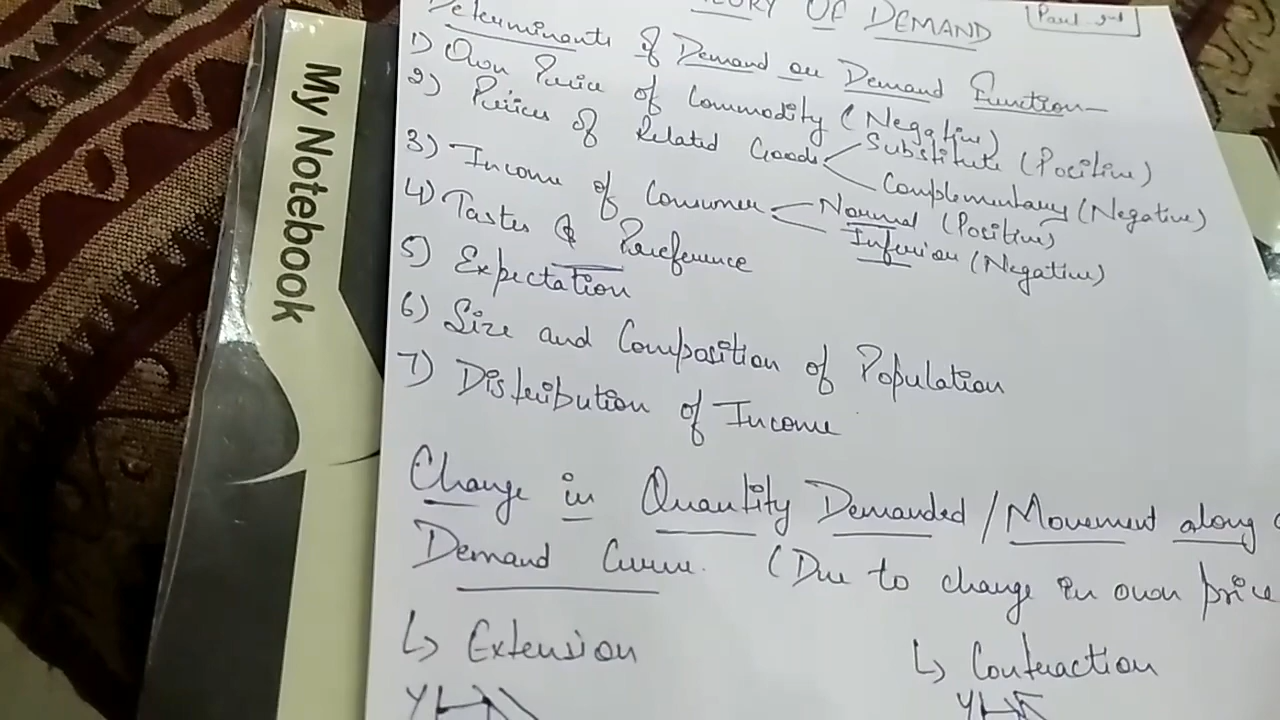 OF DEMAND
Determinants of Demand or Demand Function
1) Own Price of Commodity (Negative)
2) Prices of Related Goods
Substitute (Positive)
Complementary (Negative)
3) Income of Consumer
Normal (Positive)
Inferior (Negative)
4) Tastes & Preference
5) Expectation
6) Size and Composition of Population
7) Distribution of Income
Change in Quantity Demanded / Movement along
Demand Curve. (Due to change in own price
↳ Extension
↳ Contraction
Y
Y
My Notebook